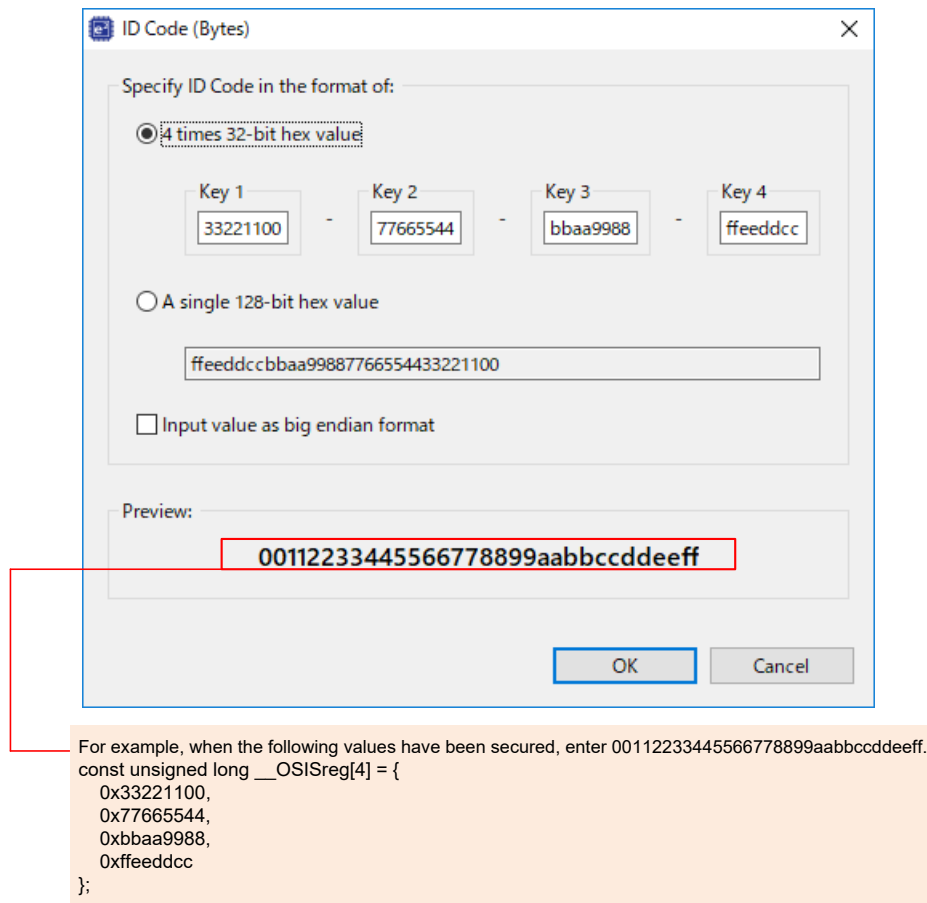 ID Code (Bytes)
Specify ID Code in the format of:
4 times 32-bit hex value
Key 1 Key 2 Key 3 Key 4
33221100 - 77665544 - bbaa9988 - ffeeddcc
A single 128-bit hex value
ffeeddccbbaa99887766554433221100
Input value as big endian format
Preview:
00112233445566778899aabbccddeeff
OK Cancel
For example, when the following values have been secured, enter 00112233445566778899aabbccddeeff.
const unsigned long __OSISreg[4] = {
0x33221100,
0x77665544,
0xbbaa9988,
0xffeeddcc
};